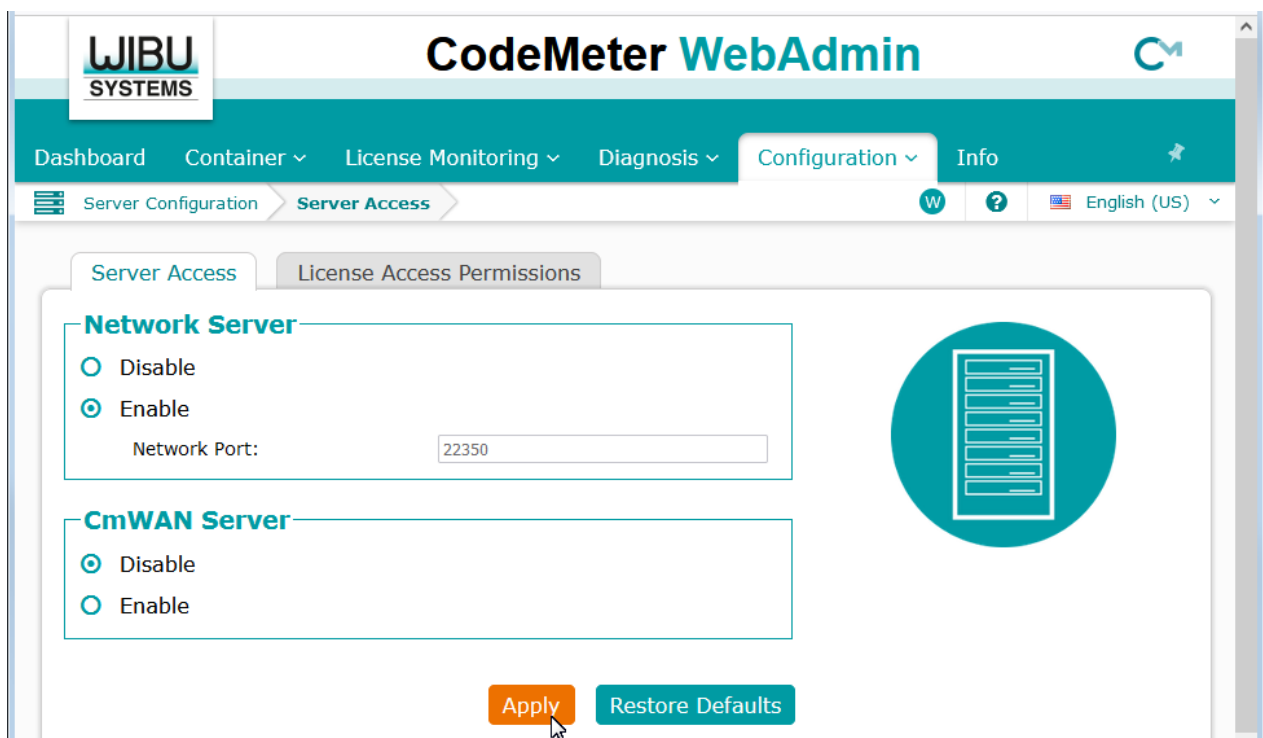 WIBU
SYSTEMS
CodeMeter WebAdmin
CM
Dashboard Container License Monitoring Diagnosis Configuration Info
Server Configuration Server Access W ? English (US)
Server Access License Access Permissions
Network Server
Disable
Enable
Network Port: 22350
CmWAN Server
Disable
Enable
Apply Restore Defaults